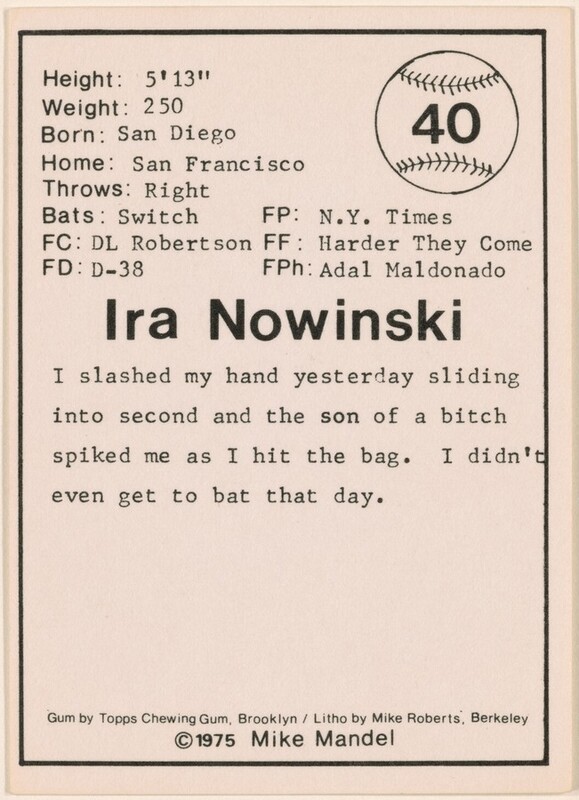 Height: 5'13"
40
Weight: 250
Born: San Diego
Home: San Francisco
Throws: Right
Bats: Switch FP: N.Y. Times
FC: DL Robertson FF: Harder They Come
FD: D-38 FPh: Adal Maldonado
Ira Nowinski
I slashed my hand yesterday sliding
into second and the son of a bitch
spiked me as I hit the bag. I didn't
even get to bat that day.
Gum by Topps Chewing Gum, Brooklyn / Litho by Mike Roberts, Berkeley
©1975 Mike Mandel